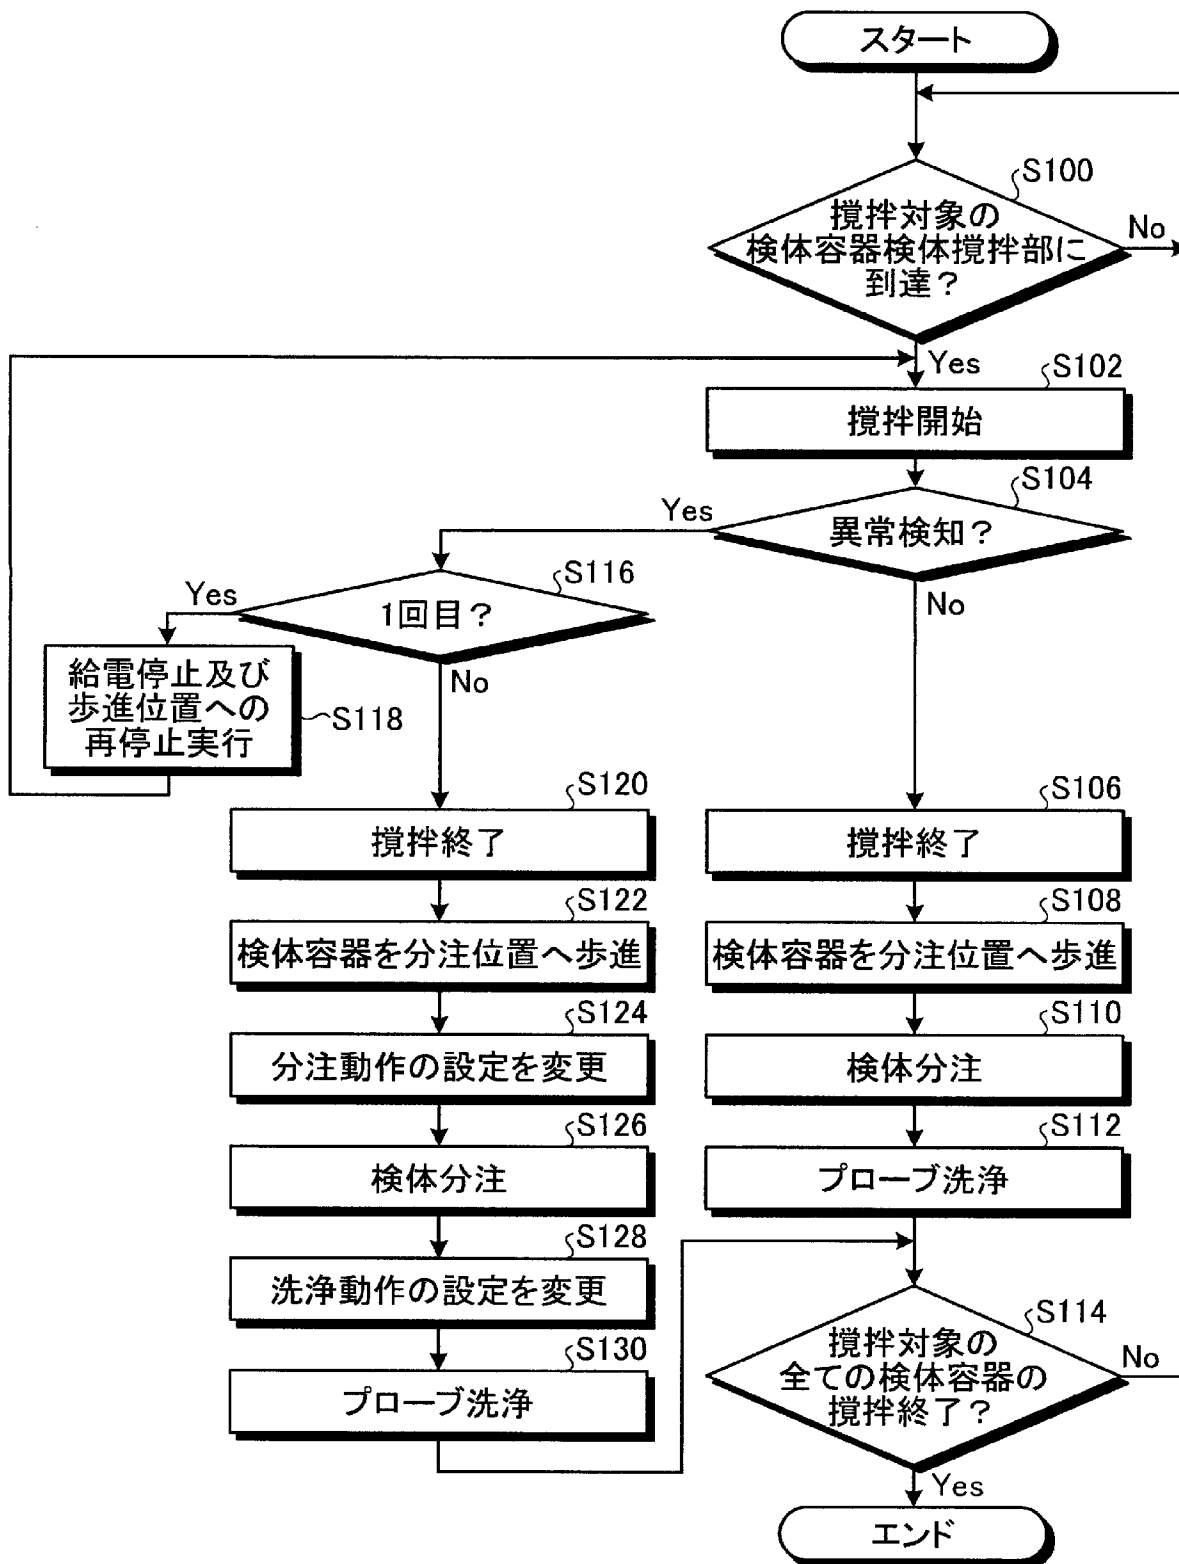 スタート
S100
撹拌対象の
検体容器検体撹拌部に
到達？
No
Yes
S102
撹拌開始
S104
異常検知？
Yes
No
S116
1回目？
Yes
No
給電停止及び
歩進位置への
再停止実行
S118
S120
撹拌終了
S122
検体容器を分注位置へ歩進
S124
分注動作の設定を変更
S126
検体分注
S128
洗浄動作の設定を変更
S130
プローブ洗浄
S106
撹拌終了
S108
検体容器を分注位置へ歩進
S110
検体分注
S112
プローブ洗浄
S114
撹拌対象の
全ての検体容器の
撹拌終了？
No
Yes
エンド